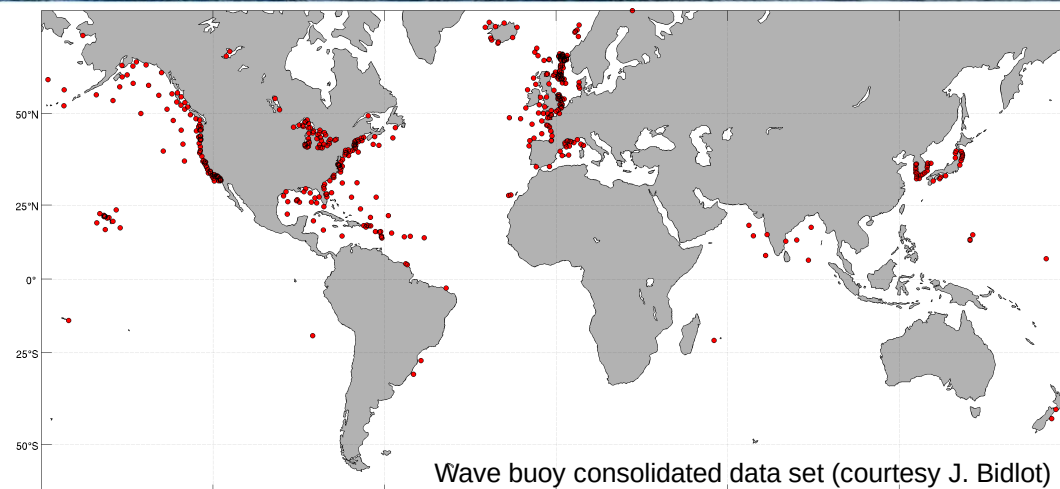 50°N
25°N
0°
25°S
50°S
Wave buoy consolidated data set (courtesy J. Bidlot)